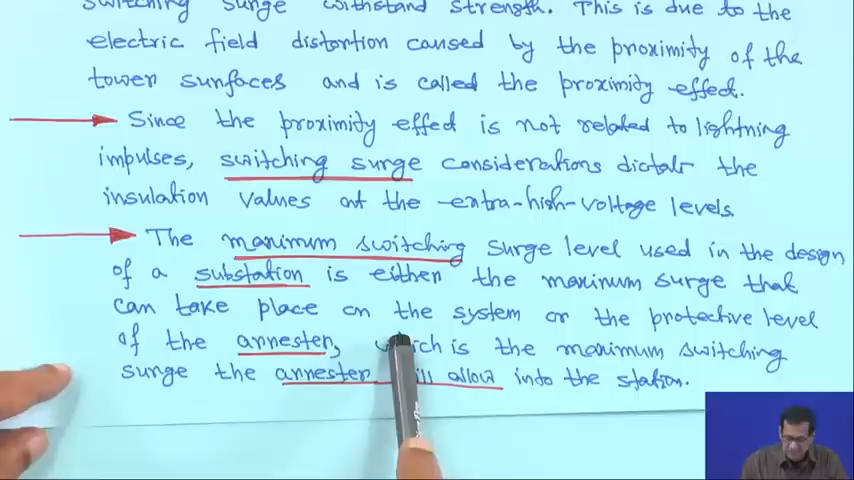 switching surge withstand strength. This is due to the
electric field distortion caused by the proximity of the
tower surfaces and is called the proximity effect.
Since the proximity effect is not related to lightning
impulses, switching surge considerations dictate the
insulation values at the extra-high-voltage levels.
The maximum switching surge level used in the design
of a substation is either the maximum surge that
can take place on the system or the protective level
of the arrester, which is the maximum switching
surge the arrester will allow into the station.